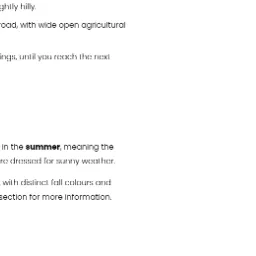 ghtly hilly.
road, with wide open agricultural
ings, until you reach the next
in the summer, meaning the
re dressed for sunny weather.
with distinct fall colours and
section for more information.